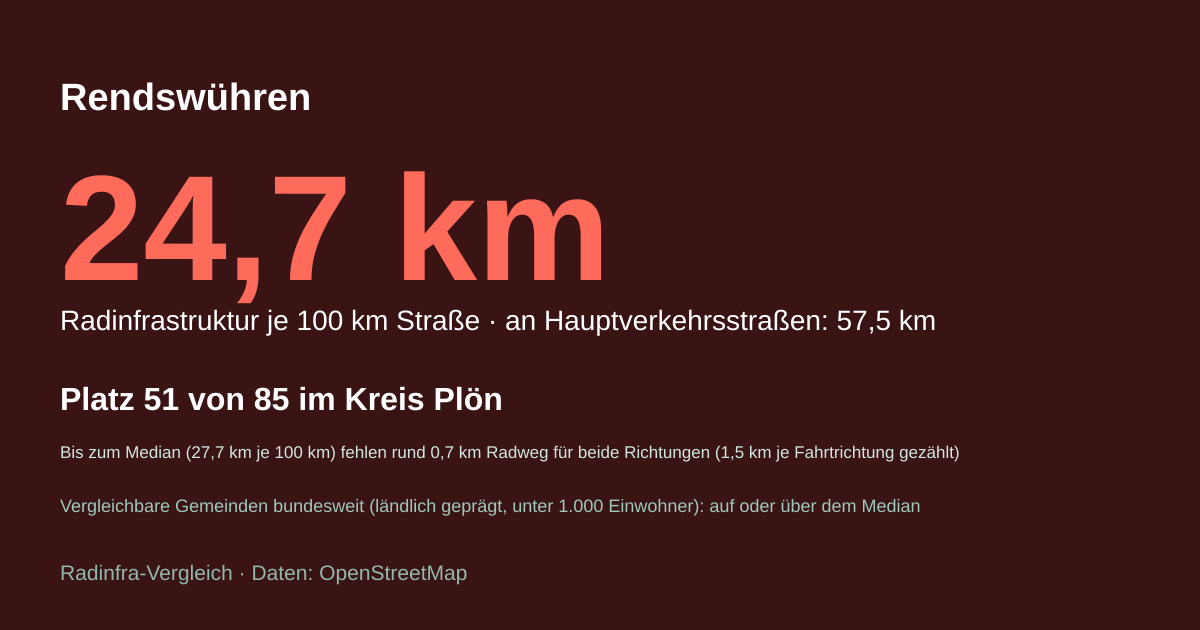 Rendswühren
24,7 km
Radinfrastruktur je 100 km Straße · an Hauptverkehrsstraßen: 57,5 km
Platz 51 von 85 im Kreis Plön
Bis zum Median (27,7 km je 100 km) fehlen rund 0,7 km Radweg für beide Richtungen (1,5 km je Fahrtrichtung gezählt)
Vergleichbare Gemeinden bundesweit (ländlich geprägt, unter 1.000 Einwohner): auf oder über dem Median
Radinfra-Vergleich · Daten: OpenStreetMap